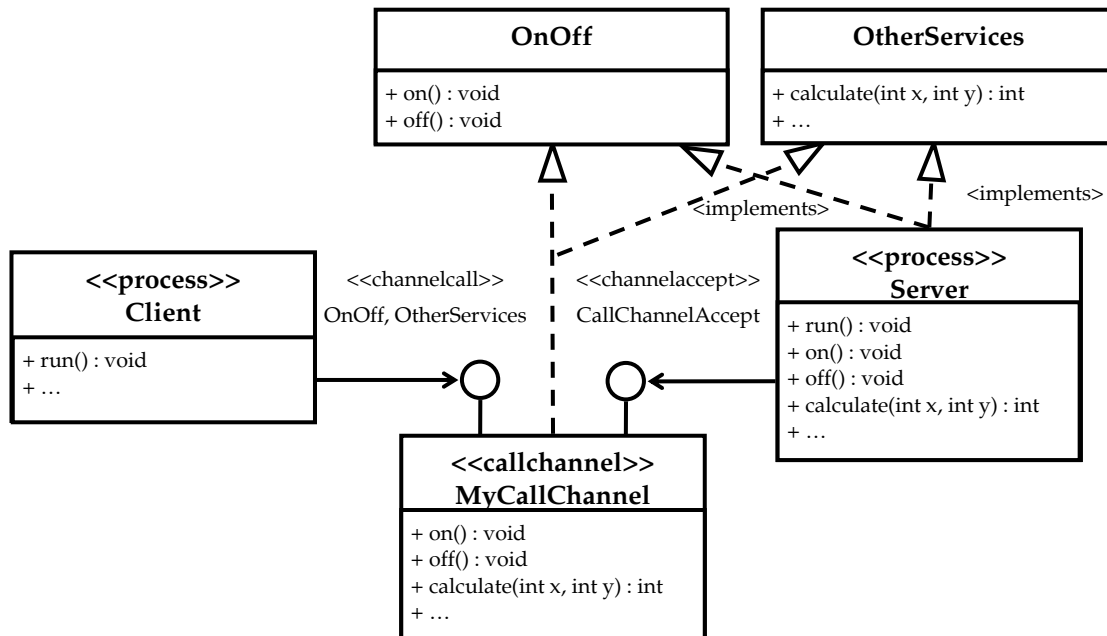 OnOff
+ on() : void
+ off() : void
OtherServices
+ calculate(int x, int y) : int
+ …
<implements>
<implements>
<<process>>
Client
+ run() : void
+ …
<<channelcall>>
OnOff, OtherServices
<<channelaccept>>
CallChannelAccept
<<process>>
Server
+ run() : void
+ on() : void
+ off() : void
+ calculate(int x, int y) : int
+ …
<<callchannel>>
MyCallChannel
+ on() : void
+ off() : void
+ calculate(int x, int y) : int
+ …